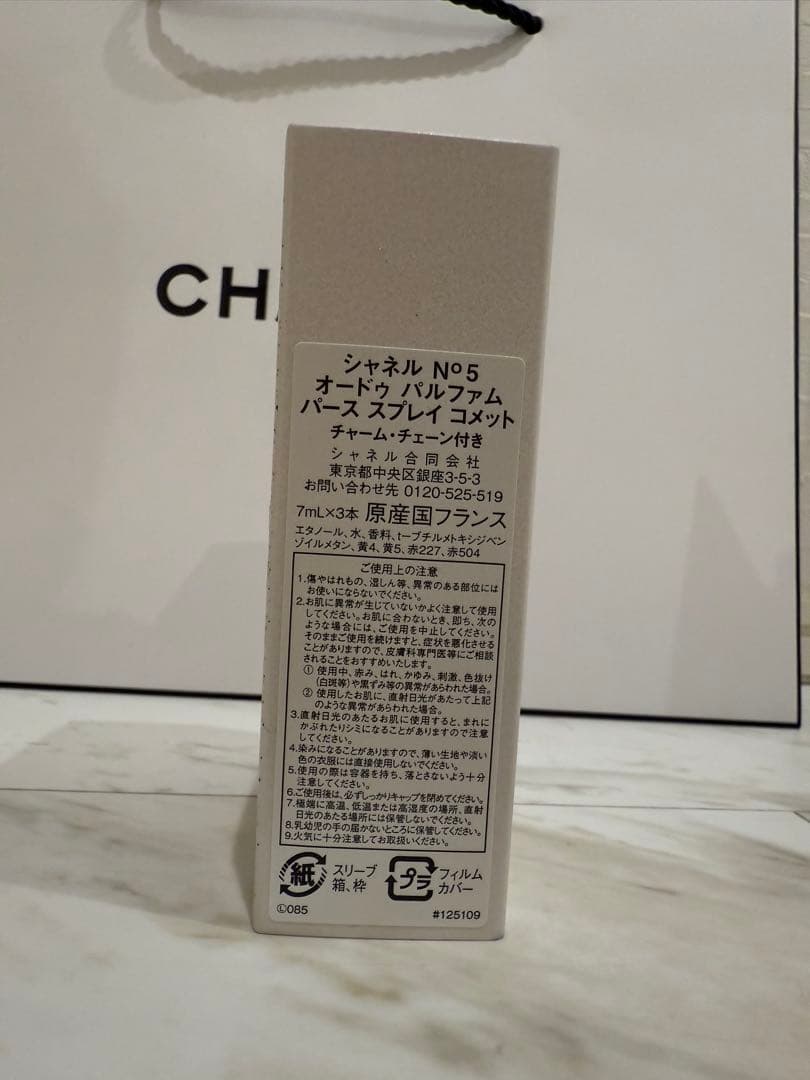 CHA
シャネル Nº5
オードゥ パルファム
パース スプレイ コメット
チャーム・チェーン付き
シャネル合同会社
東京都中央区銀座3-5-3
お問い合わせ先 0120-525-519
7mL×3本 原産国フランス
エタノール、水、香料、t-ブチルメトキシジベン
ゾイルメタン、黄4、黄5、赤227、赤504
ご使用上の注意
1.傷やはれもの、湿しん等、異常のある部位には
お使いにならないでください。
2.お肌に異常が生じていないかよく注意して使用
してください。お肌に合わないとき、即ち、次の
ような場合には、ご使用を中止してください。
そのままご使用を続けますと、症状を悪化させる
ことがありますので、皮膚科専門医等にご相談
されることをおすすめいたします。
① 使用中、赤み、はれ、かゆみ、刺激、色抜け
(白斑等)や黒ずみ等の異常があらわれた場合。
② 使用したお肌に、直射日光があたって上記
のような異常があらわれた場合。
3.直射日光のあたるお肌に使用すると、まれに
かぶれたりシミになることがありますので注意
してください。
4.染みになることがありますので、薄い生地や淡い
色の衣服には直接使用しないでください。
5.使用の際は容器を持ち、落とさないよう十分
注意してください。
6.ご使用後は、必ずしっかりキャップを閉めてください。
7.極端に高温、低温または高湿度の場所、直射
日光のあたる場所には保管しないでください。
8.乳幼児の手の届かないところに保管してください。
9.火気に十分注意してお取扱いください。
紙 スリーブ プラ フィルム
箱、枠 カバー
Ⓛ085 #125109